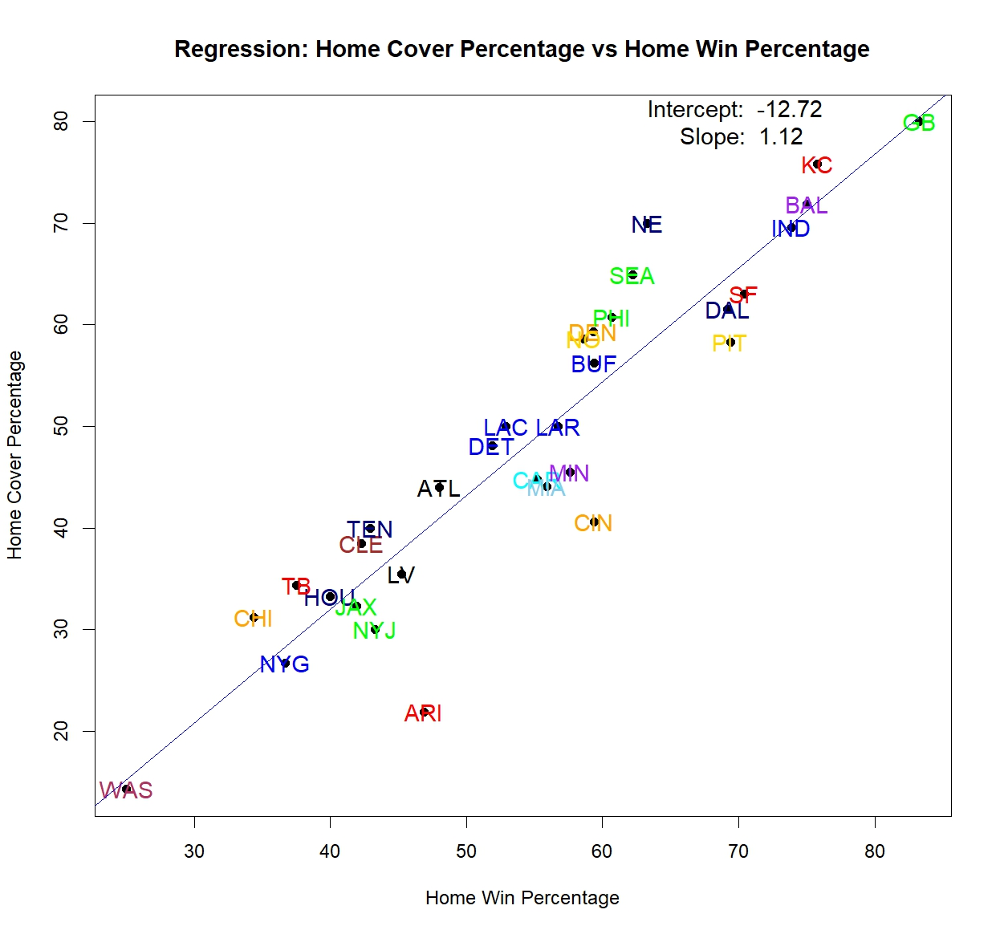 Regression: Home Cover Percentage vs Home Win Percentage
Intercept: -12.72
Slope: 1.12
80
70
60
50
40
30
20
Home Cover Percentage
GB
KC
BAL
IND
NE
SEA
SF
DAL
PHI
DEN
NO
PIT
BUF
LAC
LAR
DET
MIN
CAR
MIA
ATL
CIN
TEN
CLE
LV
TB
HOU
JAX
CHI
NYJ
NYG
ARI
WAS
30
40
50
60
70
80
Home Win Percentage